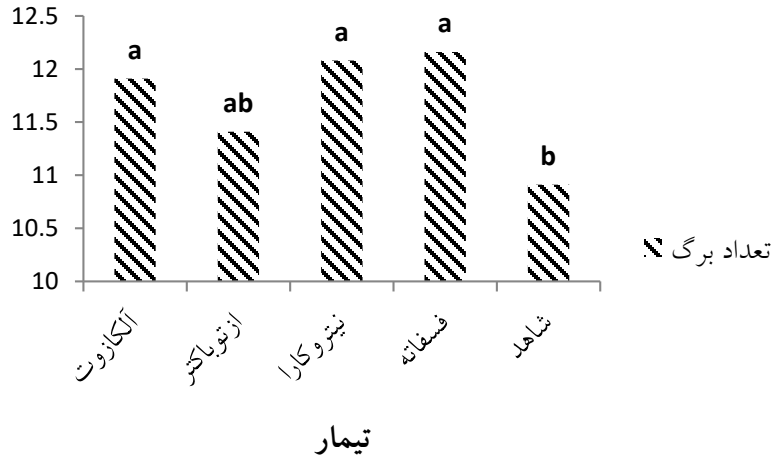 12.5
12
11.5
11
10.5
10
a
ab
a
a
b
آلکازوت
ازتوباکتر
نیتروکارا
فسفاته
شاهد
تعداد برگ
تیمار